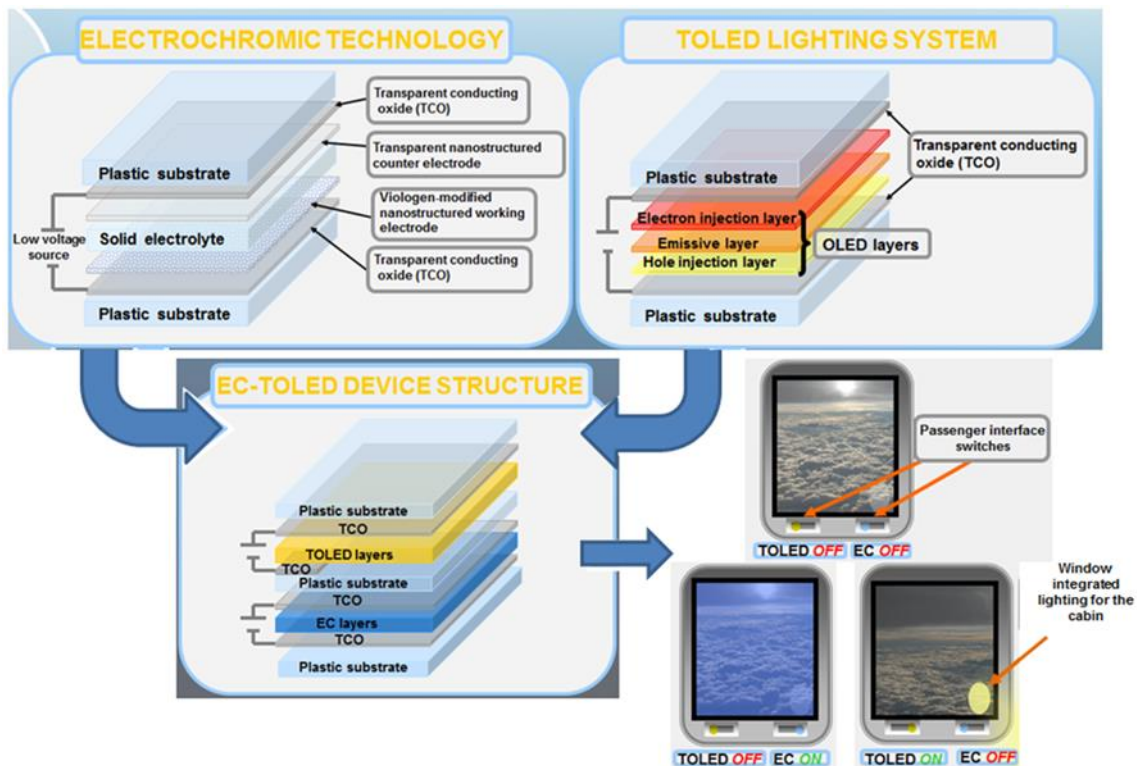 ELECTROCHROMIC TECHNOLOGY
Transparent conducting
oxide (TCO)
Transparent nanostructured
counter electrode
Plastic substrate
Viologen-modified
nanostructured working
electrode
Low voltage
source
Solid electrolyte
Transparent conducting
oxide (TCO)
Plastic substrate
TOLED LIGHTING SYSTEM
Transparent conducting
oxide (TCO)
Plastic substrate
Electron injection layer
Emissive layer
OLED layers
Hole injection layer
Plastic substrate
EC-TOLED DEVICE STRUCTURE
Plastic substrate
TCO
TOLED layers
TCO
Plastic substrate
TCO
EC layers
TCO
Plastic substrate
Passenger interface
switches
TOLED OFF EC OFF
Window
integrated
lighting for the
cabin
TOLED OFF EC ON
TOLED ON EC OFF